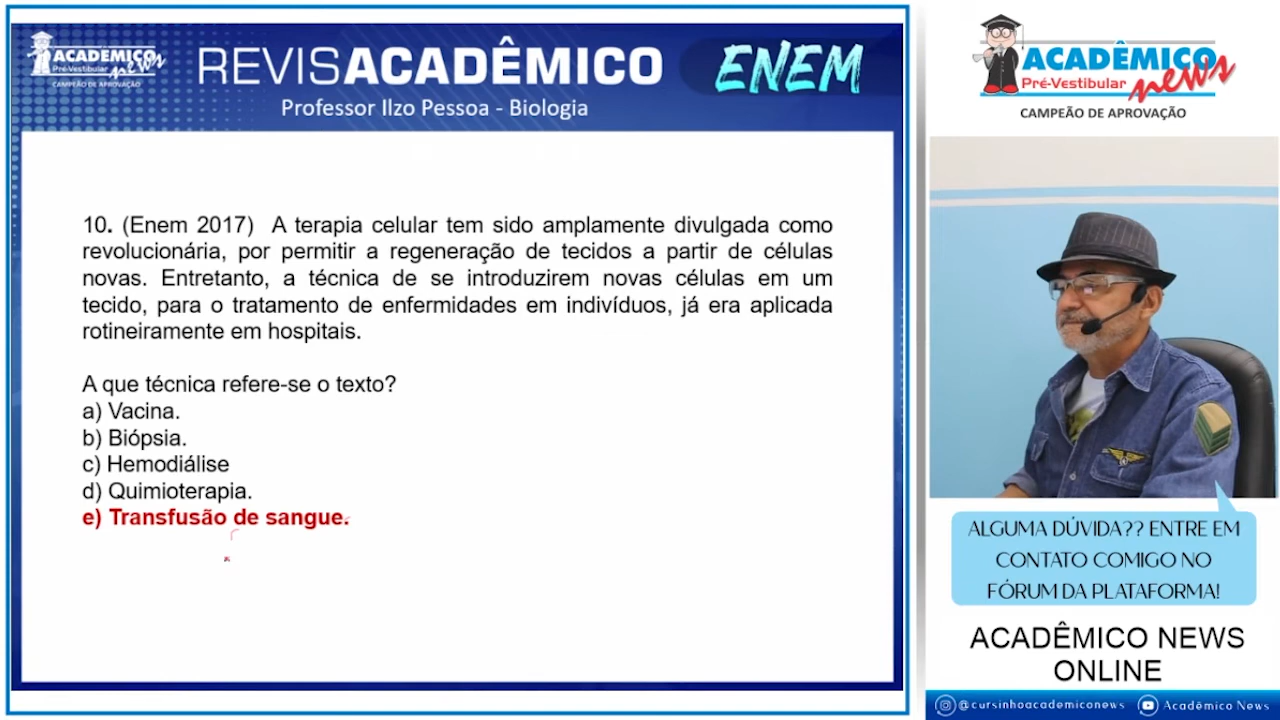 ACADÊMICO
Pré-Vestibular news
CAMPEÃO DE APROVAÇÃO
REVISACADÊMICO
ENEM
Professor Ilzo Pessoa - Biologia
10. (Enem 2017) A terapia celular tem sido amplamente divulgada como
revolucionária, por permitir a regeneração de tecidos a partir de células
novas. Entretanto, a técnica de se introduzirem novas células em um
tecido, para o tratamento de enfermidades em indivíduos, já era aplicada
rotineiramente em hospitais.
A que técnica refere-se o texto?
a) Vacina.
b) Biópsia.
c) Hemodiálise
d) Quimioterapia.
e) Transfusão de sangue.
ACADÊMICO
Pré-Vestibular news
CAMPEÃO DE APROVAÇÃO
ALGUMA DÚVIDA?? ENTRE EM
CONTATO COMIGO NO
FÓRUM DA PLATAFORMA!
ACADÊMICO NEWS
ONLINE
@cursinhoacademiconews Acadêmico News